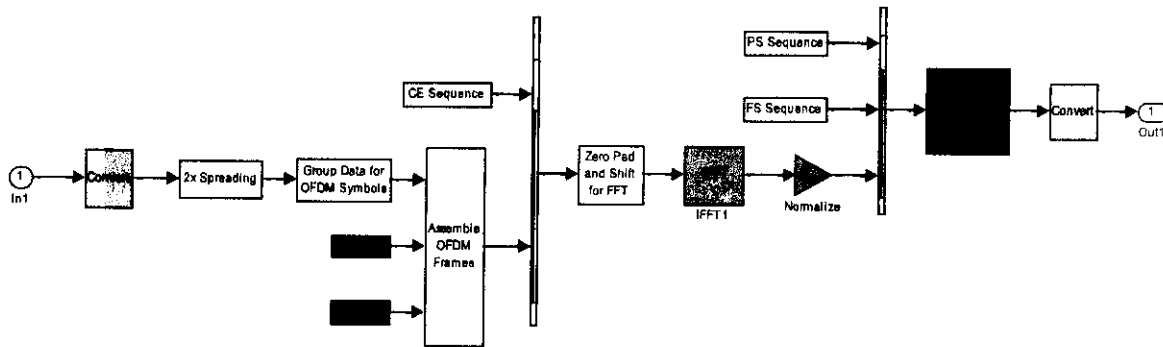 PS Sequence
CE Sequence
FS Sequence
Convert
1
Out1
1
In1
Convert
2x Spreading
Group Data for
OFDM Symbols
Assemble
OFDM
Frames
Zero Pad
and Shift
for FFT
IFFT1
Normalize